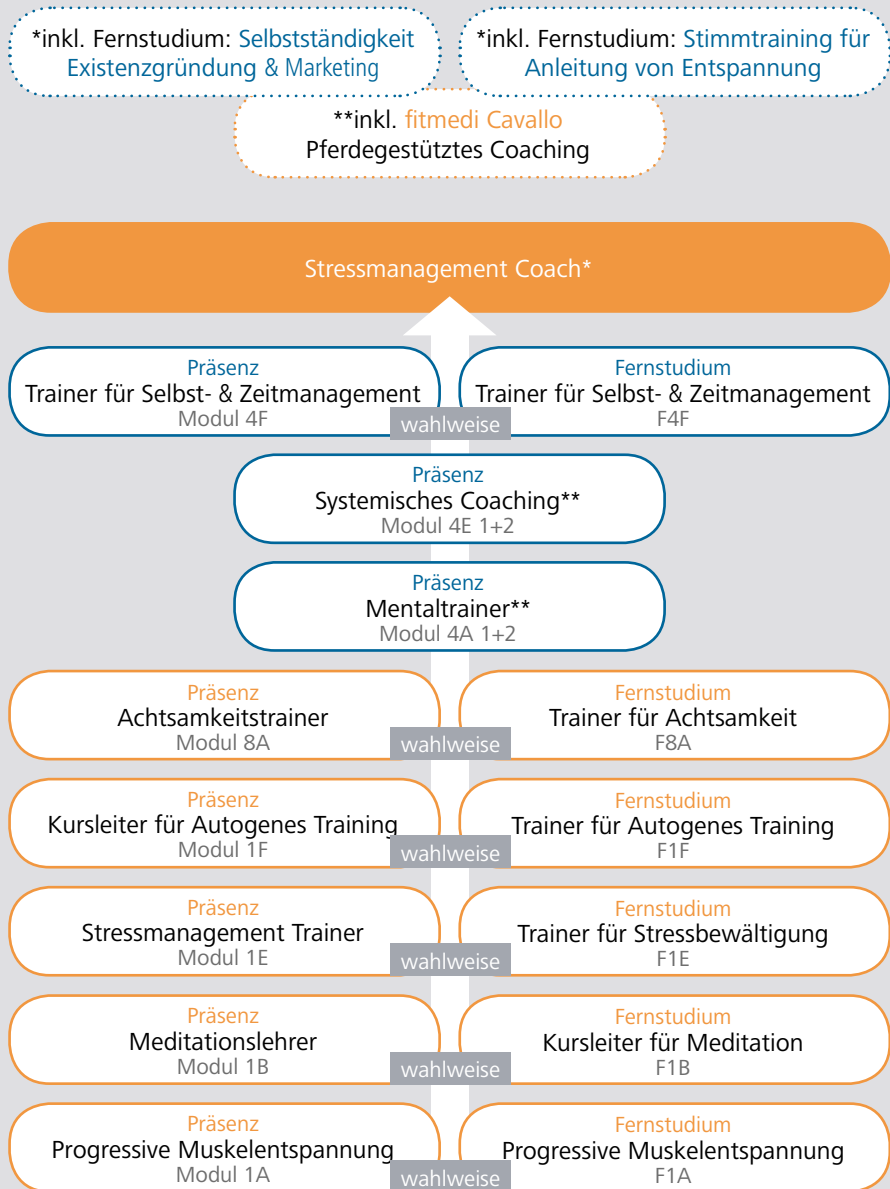 *inkl. Fernstudium: Selbstständigkeit
Existenzgründung & Marketing
*inkl. Fernstudium: Stimmtraining für
Anleitung von Entspannung
**inkl. fitmedi Cavallo
Pferdegestütztes Coaching
Stressmanagement Coach*
Präsenz
Trainer für Selbst- & Zeitmanagement
Modul 4F
wahlweise
Fernstudium
Trainer für Selbst- & Zeitmanagement
F4F
Präsenz
Systemisches Coaching**
Modul 4E 1+2
Präsenz
Mentaltrainer**
Modul 4A 1+2
Präsenz
Achtsamkeitstrainer
Modul 8A
wahlweise
Fernstudium
Trainer für Achtsamkeit
F8A
Präsenz
Kursleiter für Autogenes Training
Modul 1F
wahlweise
Fernstudium
Trainer für Autogenes Training
F1F
Präsenz
Stressmanagement Trainer
Modul 1E
wahlweise
Fernstudium
Trainer für Stressbewältigung
F1E
Präsenz
Meditationslehrer
Modul 1B
wahlweise
Fernstudium
Kursleiter für Meditation
F1B
Präsenz
Progressive Muskelentspannung
Modul 1A
wahlweise
Fernstudium
Progressive Muskelentspannung
F1A